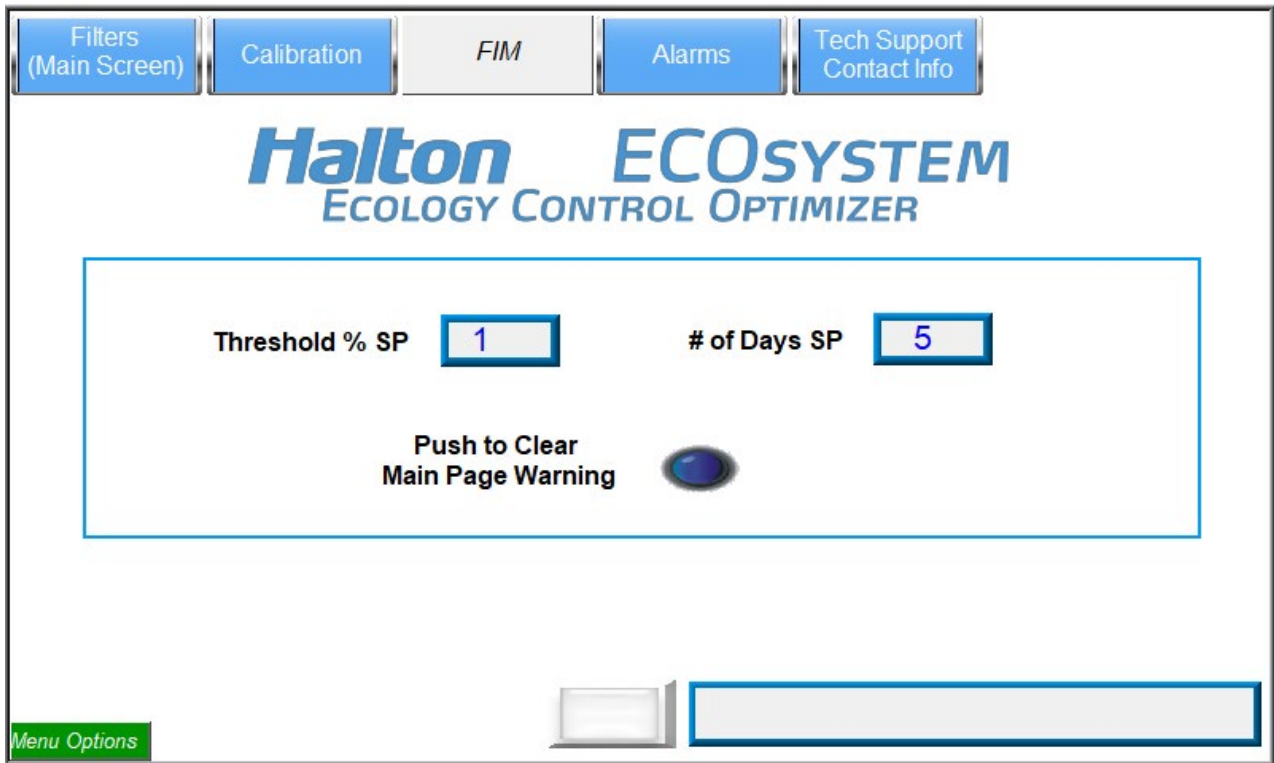 Filters
(Main Screen)
Calibration
FIM
Alarms
Tech Support
Contact Info
Halton ECOSYSTEM
ECOLOGY CONTROL OPTIMIZER
Threshold % SP 1 # of Days SP 5
Push to Clear
Main Page Warning
Menu Options